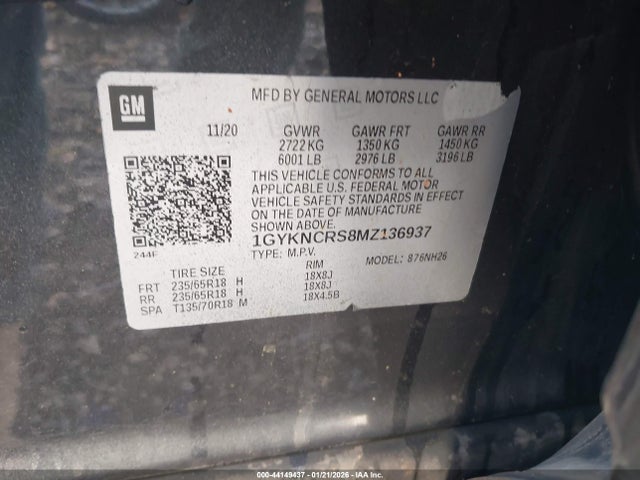 GM
MFD BY GENERAL MOTORS LLC
11/20 GVWR GAWR FRT GAWR RR
2722 KG 1350 KG 1450 KG
6001 LB 2976 LB 3196 LB
THIS VEHICLE CONFORMS TO ALL
APPLICABLE U.S. FEDERAL MOTOR
VEHICLE SAFETY STANDARDS IN EFFECT
ON THE DATE OF MANUFACTURE
SHOWN ABOVE.
1GYKNCRS8MZ136937
244F TYPE: M.P.V. MODEL: 876NH26
TIRE SIZE RIM
FRT 235/65R18 H 18X8J
RR 235/65R18 H 18X8J
SPA T135/70R18 M 18X4.5B
00-44149437 - 01/21/2026 - IAAI.COM